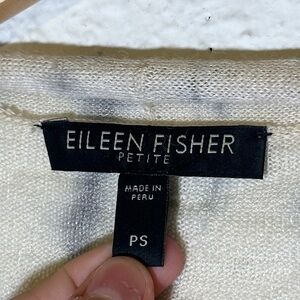 EILEEN FISHER
PETITE
MADE IN
PERU
PS